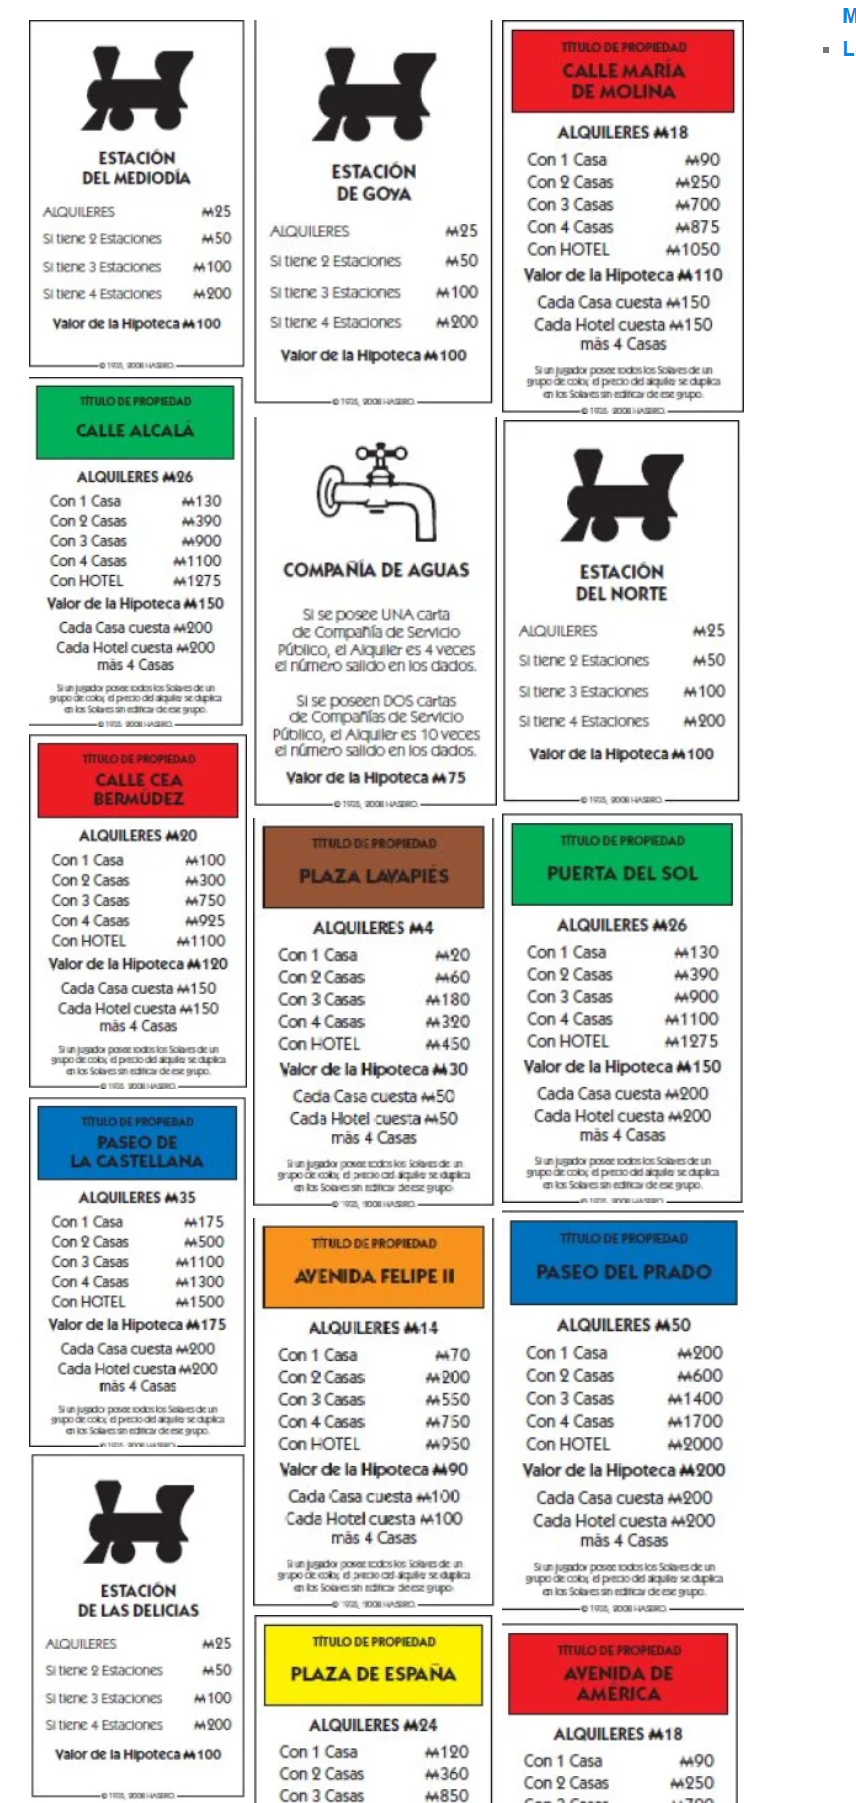 ESTACIÓN
DEL MEDIODÍA
ALQUILERES M25
Si tiene 2 Estaciones M50
Si tiene 3 Estaciones M100
Si tiene 4 Estaciones M200
Valor de la Hipoteca M100
© 1935, 2008 HASBRO.
TÍTULO DE PROPIEDAD
CALLE ALCALÁ
ALQUILERES M26
Con 1 Casa M130
Con 2 Casas M390
Con 3 Casas M900
Con 4 Casas M1100
Con HOTEL M1275
Valor de la Hipoteca M150
Cada Casa cuesta M200
Cada Hotel cuesta M200
más 4 Casas
Si un jugador posee todos los Solares de un
grupo de color, el precio del alquiler se duplica
en los Solares sin edificar de ese grupo.
© 1935, 2008 HASBRO.
TÍTULO DE PROPIEDAD
CALLE CEA
BERMÚDEZ
ALQUILERES M20
Con 1 Casa M100
Con 2 Casas M300
Con 3 Casas M750
Con 4 Casas M925
Con HOTEL M1100
Valor de la Hipoteca M120
Cada Casa cuesta M150
Cada Hotel cuesta M150
más 4 Casas
Si un jugador posee todos los Solares de un
grupo de color, el precio del alquiler se duplica
en los Solares sin edificar de ese grupo.
© 1935, 2008 HASBRO.
TÍTULO DE PROPIEDAD
PASEO DE
LA CASTELLANA
ALQUILERES M35
Con 1 Casa M175
Con 2 Casas M500
Con 3 Casas M1100
Con 4 Casas M1300
Con HOTEL M1500
Valor de la Hipoteca M175
Cada Casa cuesta M200
Cada Hotel cuesta M200
más 4 Casas
Si un jugador posee todos los Solares de un
grupo de color, el precio del alquiler se duplica
en los Solares sin edificar de ese grupo.
© 1935, 2008 HASBRO.
ESTACIÓN
DE LAS DELICIAS
ALQUILERES M25
Si tiene 2 Estaciones M50
Si tiene 3 Estaciones M100
Si tiene 4 Estaciones M200
Valor de la Hipoteca M100
© 1935, 2008 HASBRO.
ESTACIÓN
DE GOYA
ALQUILERES M25
Si tiene 2 Estaciones M50
Si tiene 3 Estaciones M100
Si tiene 4 Estaciones M200
Valor de la Hipoteca M100
© 1935, 2008 HASBRO.
COMPAÑÍA DE AGUAS
Si se posee UNA carta
de Compañía de Servicio
Público, el Alquiler es 4 veces
el número salido en los dados.
Si se poseen DOS cartas
de Compañías de Servicio
Público, el Alquiler es 10 veces
el número salido en los dados.
Valor de la Hipoteca M75
© 1935, 2008 HASBRO.
TÍTULO DE PROPIEDAD
PLAZA LAVAPIÉS
ALQUILERES M4
Con 1 Casa M20
Con 2 Casas M60
Con 3 Casas M180
Con 4 Casas M320
Con HOTEL M450
Valor de la Hipoteca M30
Cada Casa cuesta M50
Cada Hotel cuesta M50
más 4 Casas
Si un jugador posee todos los Solares de un
grupo de color, el precio del alquiler se duplica
en los Solares sin edificar de ese grupo.
© 1935, 2008 HASBRO.
TÍTULO DE PROPIEDAD
AVENIDA FELIPE II
ALQUILERES M14
Con 1 Casa M70
Con 2 Casas M200
Con 3 Casas M550
Con 4 Casas M750
Con HOTEL M950
Valor de la Hipoteca M90
Cada Casa cuesta M100
Cada Hotel cuesta M100
más 4 Casas
Si un jugador posee todos los Solares de un
grupo de color, el precio del alquiler se duplica
en los Solares sin edificar de ese grupo.
© 1935, 2008 HASBRO.
TÍTULO DE PROPIEDAD
PLAZA DE ESPAÑA
ALQUILERES M24
Con 1 Casa M120
Con 2 Casas M360
Con 3 Casas M850
TÍTULO DE PROPIEDAD
CALLE MARÍA
DE MOLINA
ALQUILERES M18
Con 1 Casa M90
Con 2 Casas M250
Con 3 Casas M700
Con 4 Casas M875
Con HOTEL M1050
Valor de la Hipoteca M110
Cada Casa cuesta M150
Cada Hotel cuesta M150
más 4 Casas
Si un jugador posee todos los Solares de un
grupo de color, el precio del alquiler se duplica
en los Solares sin edificar de ese grupo.
© 1935, 2008 HASBRO.
ESTACIÓN
DEL NORTE
ALQUILERES M25
Si tiene 2 Estaciones M50
Si tiene 3 Estaciones M100
Si tiene 4 Estaciones M200
Valor de la Hipoteca M100
© 1935, 2008 HASBRO.
TÍTULO DE PROPIEDAD
PUERTA DEL SOL
ALQUILERES M26
Con 1 Casa M130
Con 2 Casas M390
Con 3 Casas M900
Con 4 Casas M1100
Con HOTEL M1275
Valor de la Hipoteca M150
Cada Casa cuesta M200
Cada Hotel cuesta M200
más 4 Casas
Si un jugador posee todos los Solares de un
grupo de color, el precio del alquiler se duplica
en los Solares sin edificar de ese grupo.
© 1935, 2008 HASBRO.
TÍTULO DE PROPIEDAD
PASEO DEL PRADO
ALQUILERES M50
Con 1 Casa M200
Con 2 Casas M600
Con 3 Casas M1400
Con 4 Casas M1700
Con HOTEL M2000
Valor de la Hipoteca M200
Cada Casa cuesta M200
Cada Hotel cuesta M200
más 4 Casas
Si un jugador posee todos los Solares de un
grupo de color, el precio del alquiler se duplica
en los Solares sin edificar de ese grupo.
© 1935, 2008 HASBRO.
TÍTULO DE PROPIEDAD
AVENIDA DE
AMÉRICA
ALQUILERES M18
Con 1 Casa M90
Con 2 Casas M250